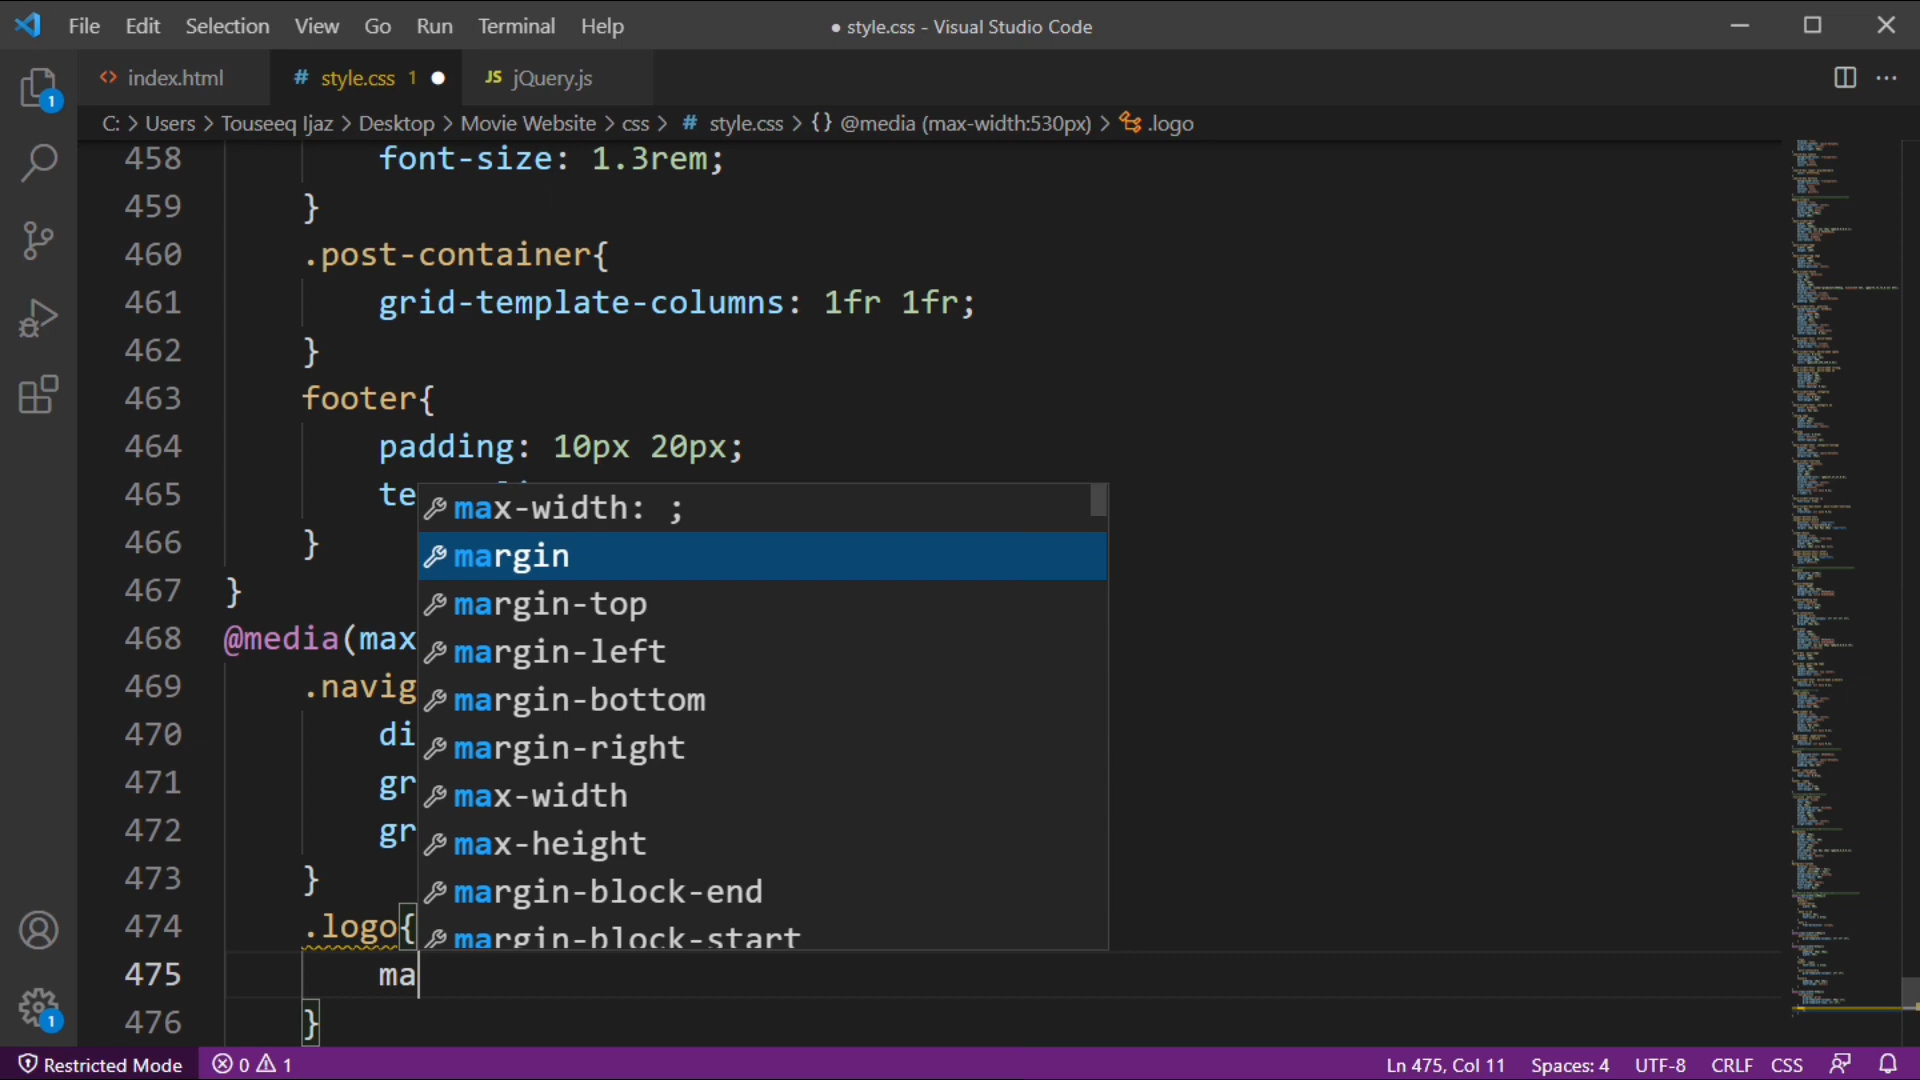 File Edit Selection View Go Run Terminal Help ● style.css - Visual Studio Code
<> index.html # style.css 1 ● JS jQuery.js
C: > Users > Touseeq Ijaz > Desktop > Movie Website > css > # style.css > {} @media (max-width:530px) > .logo
458 font-size: 1.3rem;
459 }
460 .post-container{
461 grid-template-columns: 1fr 1fr;
462 }
463 footer{
464 padding: 10px 20px;
465 te
466 }
467 }
468 @media(max
469 .navig
470 di
471 gr
472 gr
473 }
474 .logo{
475 ma
476 }
max-width: ;
margin
margin-top
margin-left
margin-bottom
margin-right
max-width
max-height
margin-block-end
margin-block-start
1
1
Restricted Mode 0 1 Ln 475, Col 11 Spaces: 4 UTF-8 CRLF CSS